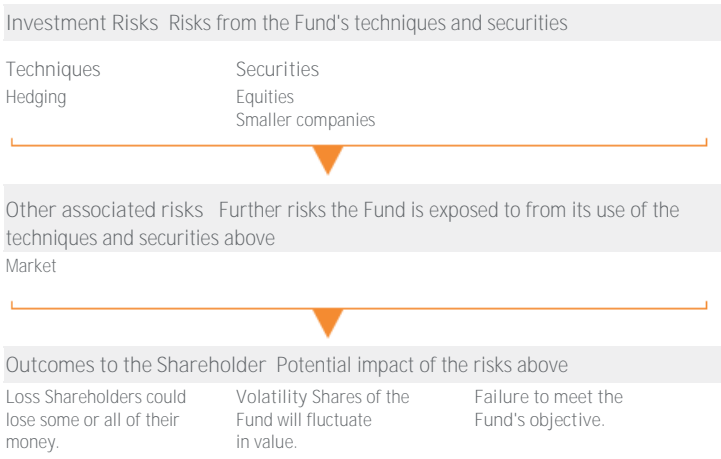 Investment Risks Risks from the Fund's techniques and securities
Techniques
Hedging
Securities
Equities
Smaller companies
Other associated risks Further risks the Fund is exposed to from its use of the
techniques and securities above
Market
Outcomes to the Shareholder Potential impact of the risks above
Loss Shareholders could
lose some or all of their
money.
Volatility Shares of the
Fund will fluctuate
in value.
Failure to meet the
Fund's objective.